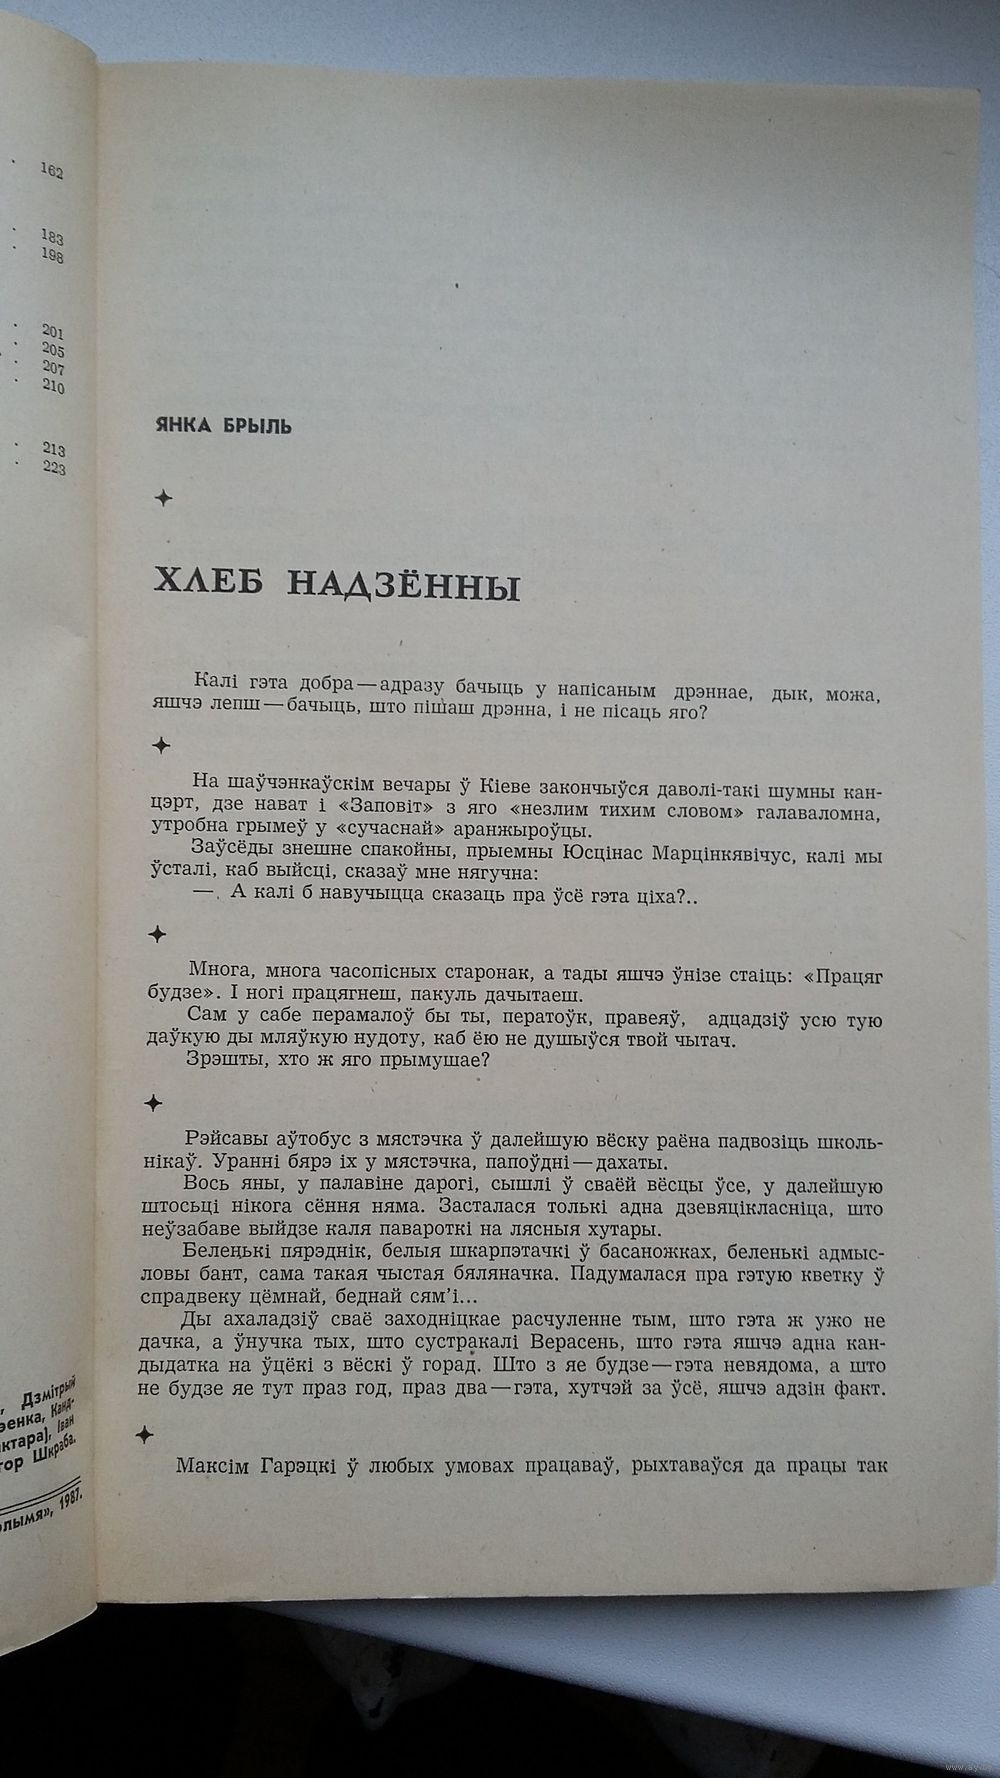 162
183
198
201
205
207
210
213
223
Дзмітрый
Іван
Шкраба.
1987.
ЯНКА БРЫЛЬ
ХЛЕБ НАДЗЁННЫ
Калі гэта добра — адразу бачыць у напісаным дрэннае, дык, можа,
яшчэ лепш — бачыць, што пішаш дрэнна, і не пісаць яго?
На шаўчэнкаўскім вечары ў Кіеве закончыўся даволі-такі шумны кан-
цэрт, дзе нават і «Заповіт» з яго «незлим тихим словом» галаваломна,
утробна грымеў у «сучаснай» аранжыроўцы.
Заўсёды знешне спакойны, прыемны Юсцінас Марцінкявічус, калі мы
ўсталі, каб выйсці, сказаў мне нягучна:
—. А калі б навучыцца сказаць пра ўсё гэта ціха?..
Многа, многа часопісных старонак, а тады яшчэ ўнізе стаіць: «Працяг
будзе». І ногі працягнеш, пакуль дачытаеш.
Сам у сабе перамалоў бы ты, ператоўк, правеяў, адцадзіў усю тую
даўкую ды мляўкую нудоту, каб ёю не душыўся твой чытач.
Зрэшты, хто ж яго прымушае?
Рэйсавы аўтобус з мястэчка ў далейшую вёску раёна падвозіць школь-
нікаў. Уранні бярэ іх у мястэчка, папоўдні — дахаты.
Вось яны, у палавіне дарогі, сышлі ў сваёй вёсцы ўсе, у далейшую
штосьці нікога сёння няма. Засталася толькі адна дзевяцікласніца, што
неўзабаве выйдзе каля павароткі на лясныя хутары.
Беленькі пярэднік, белыя шкарпэтачкі ў басаножках, беленькі адмыс-
ловы бант, сама такая чыстая бяляначка. Падумалася пра гэтую кветку ў
спрадвеку цёмнай, беднай сям'і...
Ды ахаладзіў сваё заходніцкае расчуленне тым, што гэта ж ужо не
дачка, а ўнучка тых, што сустракалі Верасень, што гэта яшчэ адна кан-
дыдатка на ўцёкі з вёскі ў горад. Што з яе будзе — гэта невядома, а што
не будзе яе тут праз год, праз два — гэта, хутчэй за ўсё, яшчэ адзін факт.
Максім Гарэцкі ў любых умовах працаваў, рыхтаваўся да працы так